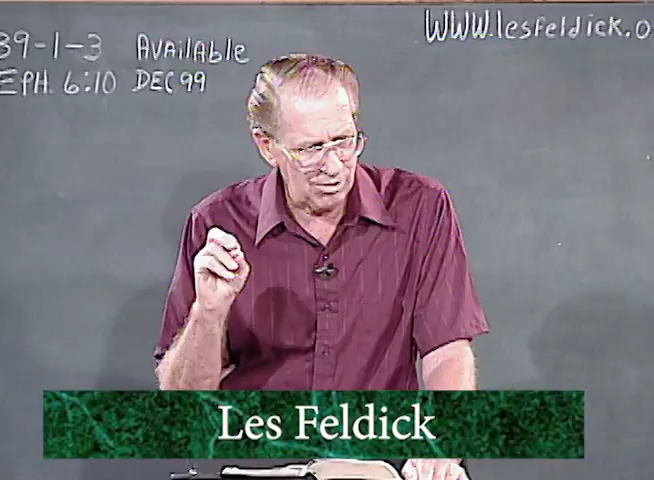 39-1-3 AVAilAble
EPH. 6:10 DEC 99
WWW.lesfeldick.o
Les Feldick